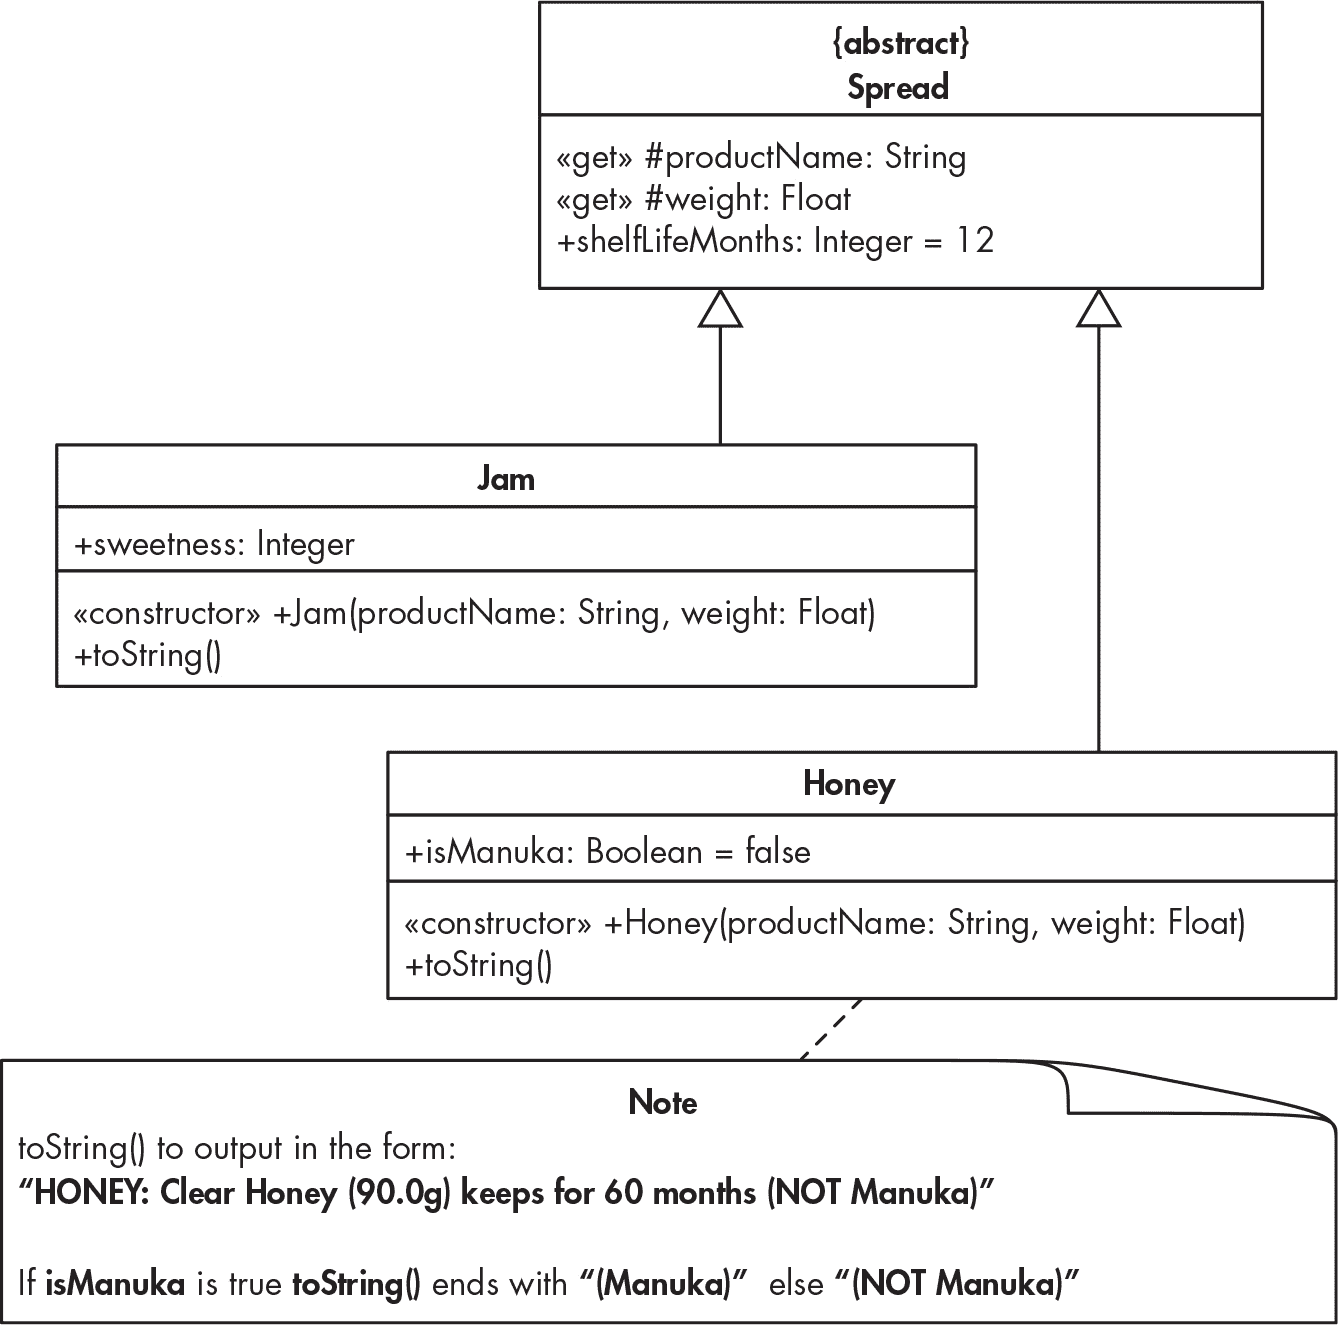 {abstract}
Spread
«get» #productName: String
«get» #weight: Float
+shelfLifeMonths: Integer = 12
Jam
+sweetness: Integer
«constructor» +Jam(productName: String, weight: Float)
+toString()
Honey
+isManuka: Boolean = false
«constructor» +Honey(productName: String, weight: Float)
+toString()
Note
toString() to output in the form:
“HONEY: Clear Honey (90.0g) keeps for 60 months (NOT Manuka)”
If isManuka is true toString() ends with “(Manuka)” else “(NOT Manuka)”